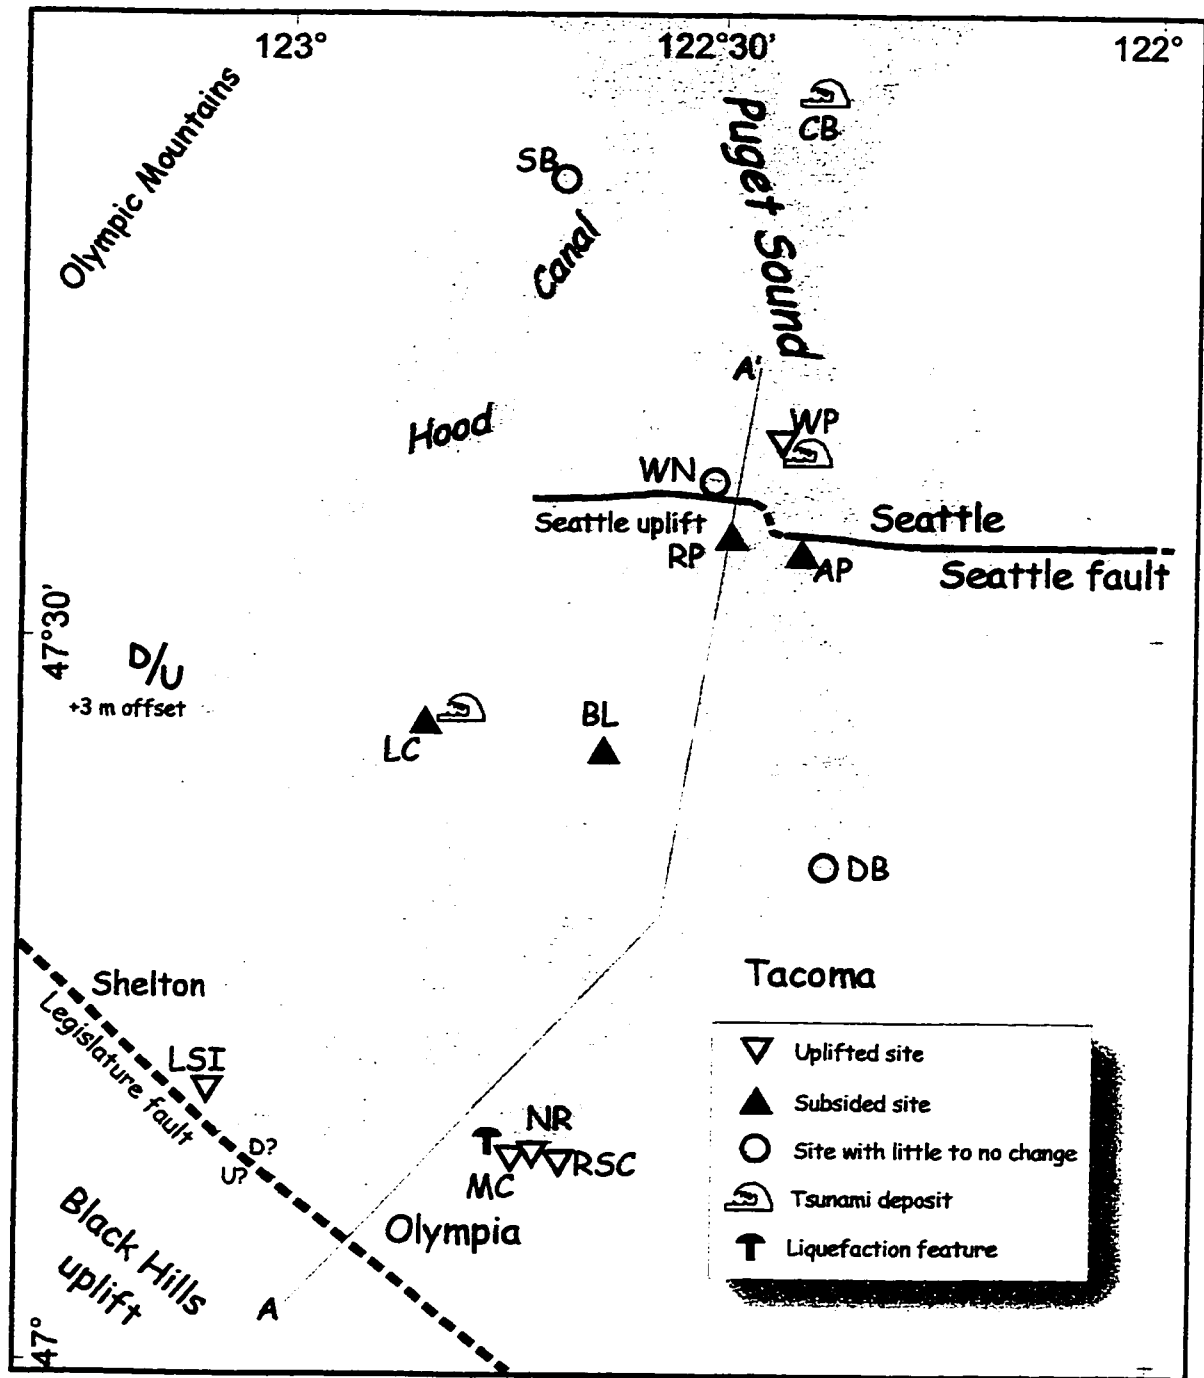 123°
122°30'
122°
Olympic Mountains
Puget Sound
CB
SB
Canal
Hood
A'
WP
WN
Seattle uplift
Seattle
RP
AP
Seattle fault
47°30'
D/U
+3 m offset
LC
BL
DB
Shelton
Tacoma
Legislature fault
LSI
D?
U?
NR
MC
RSC
Olympia
Black Hills
uplift
A
47°
Uplifted site
Subsided site
Site with little to no change
Tsunami deposit
Liquefaction feature